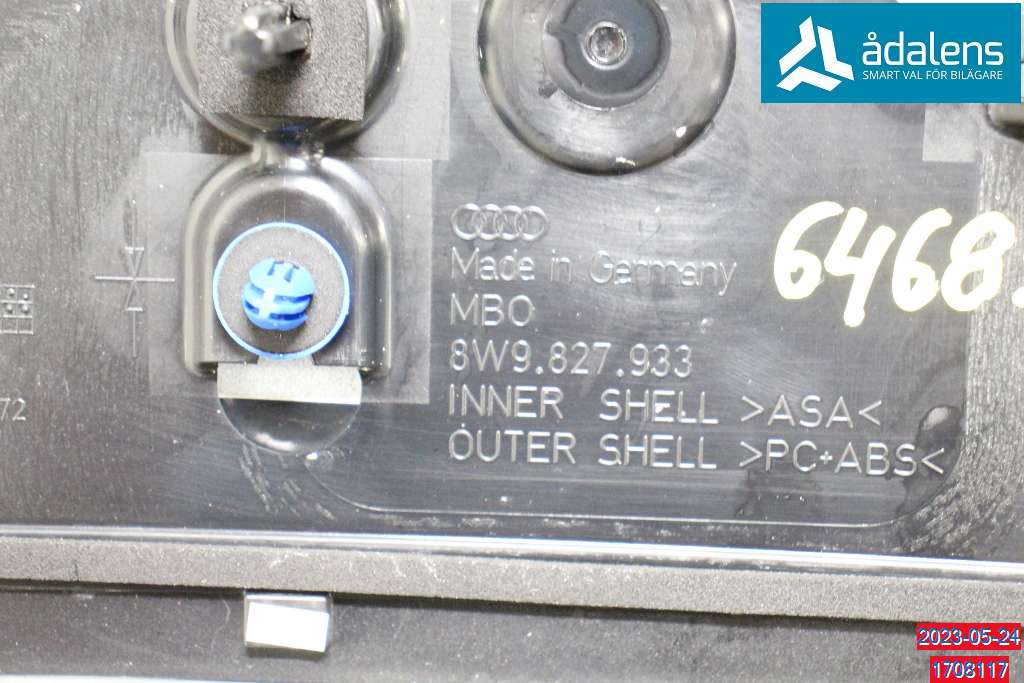 ådalens
SMART VAL FÖR BILÄGARE
Made in Germany
MBO
8W9.827.933
INNER SHELL >ASA<
OUTER SHELL >PC+ABS<
6468
72
2023-05-24
1708117